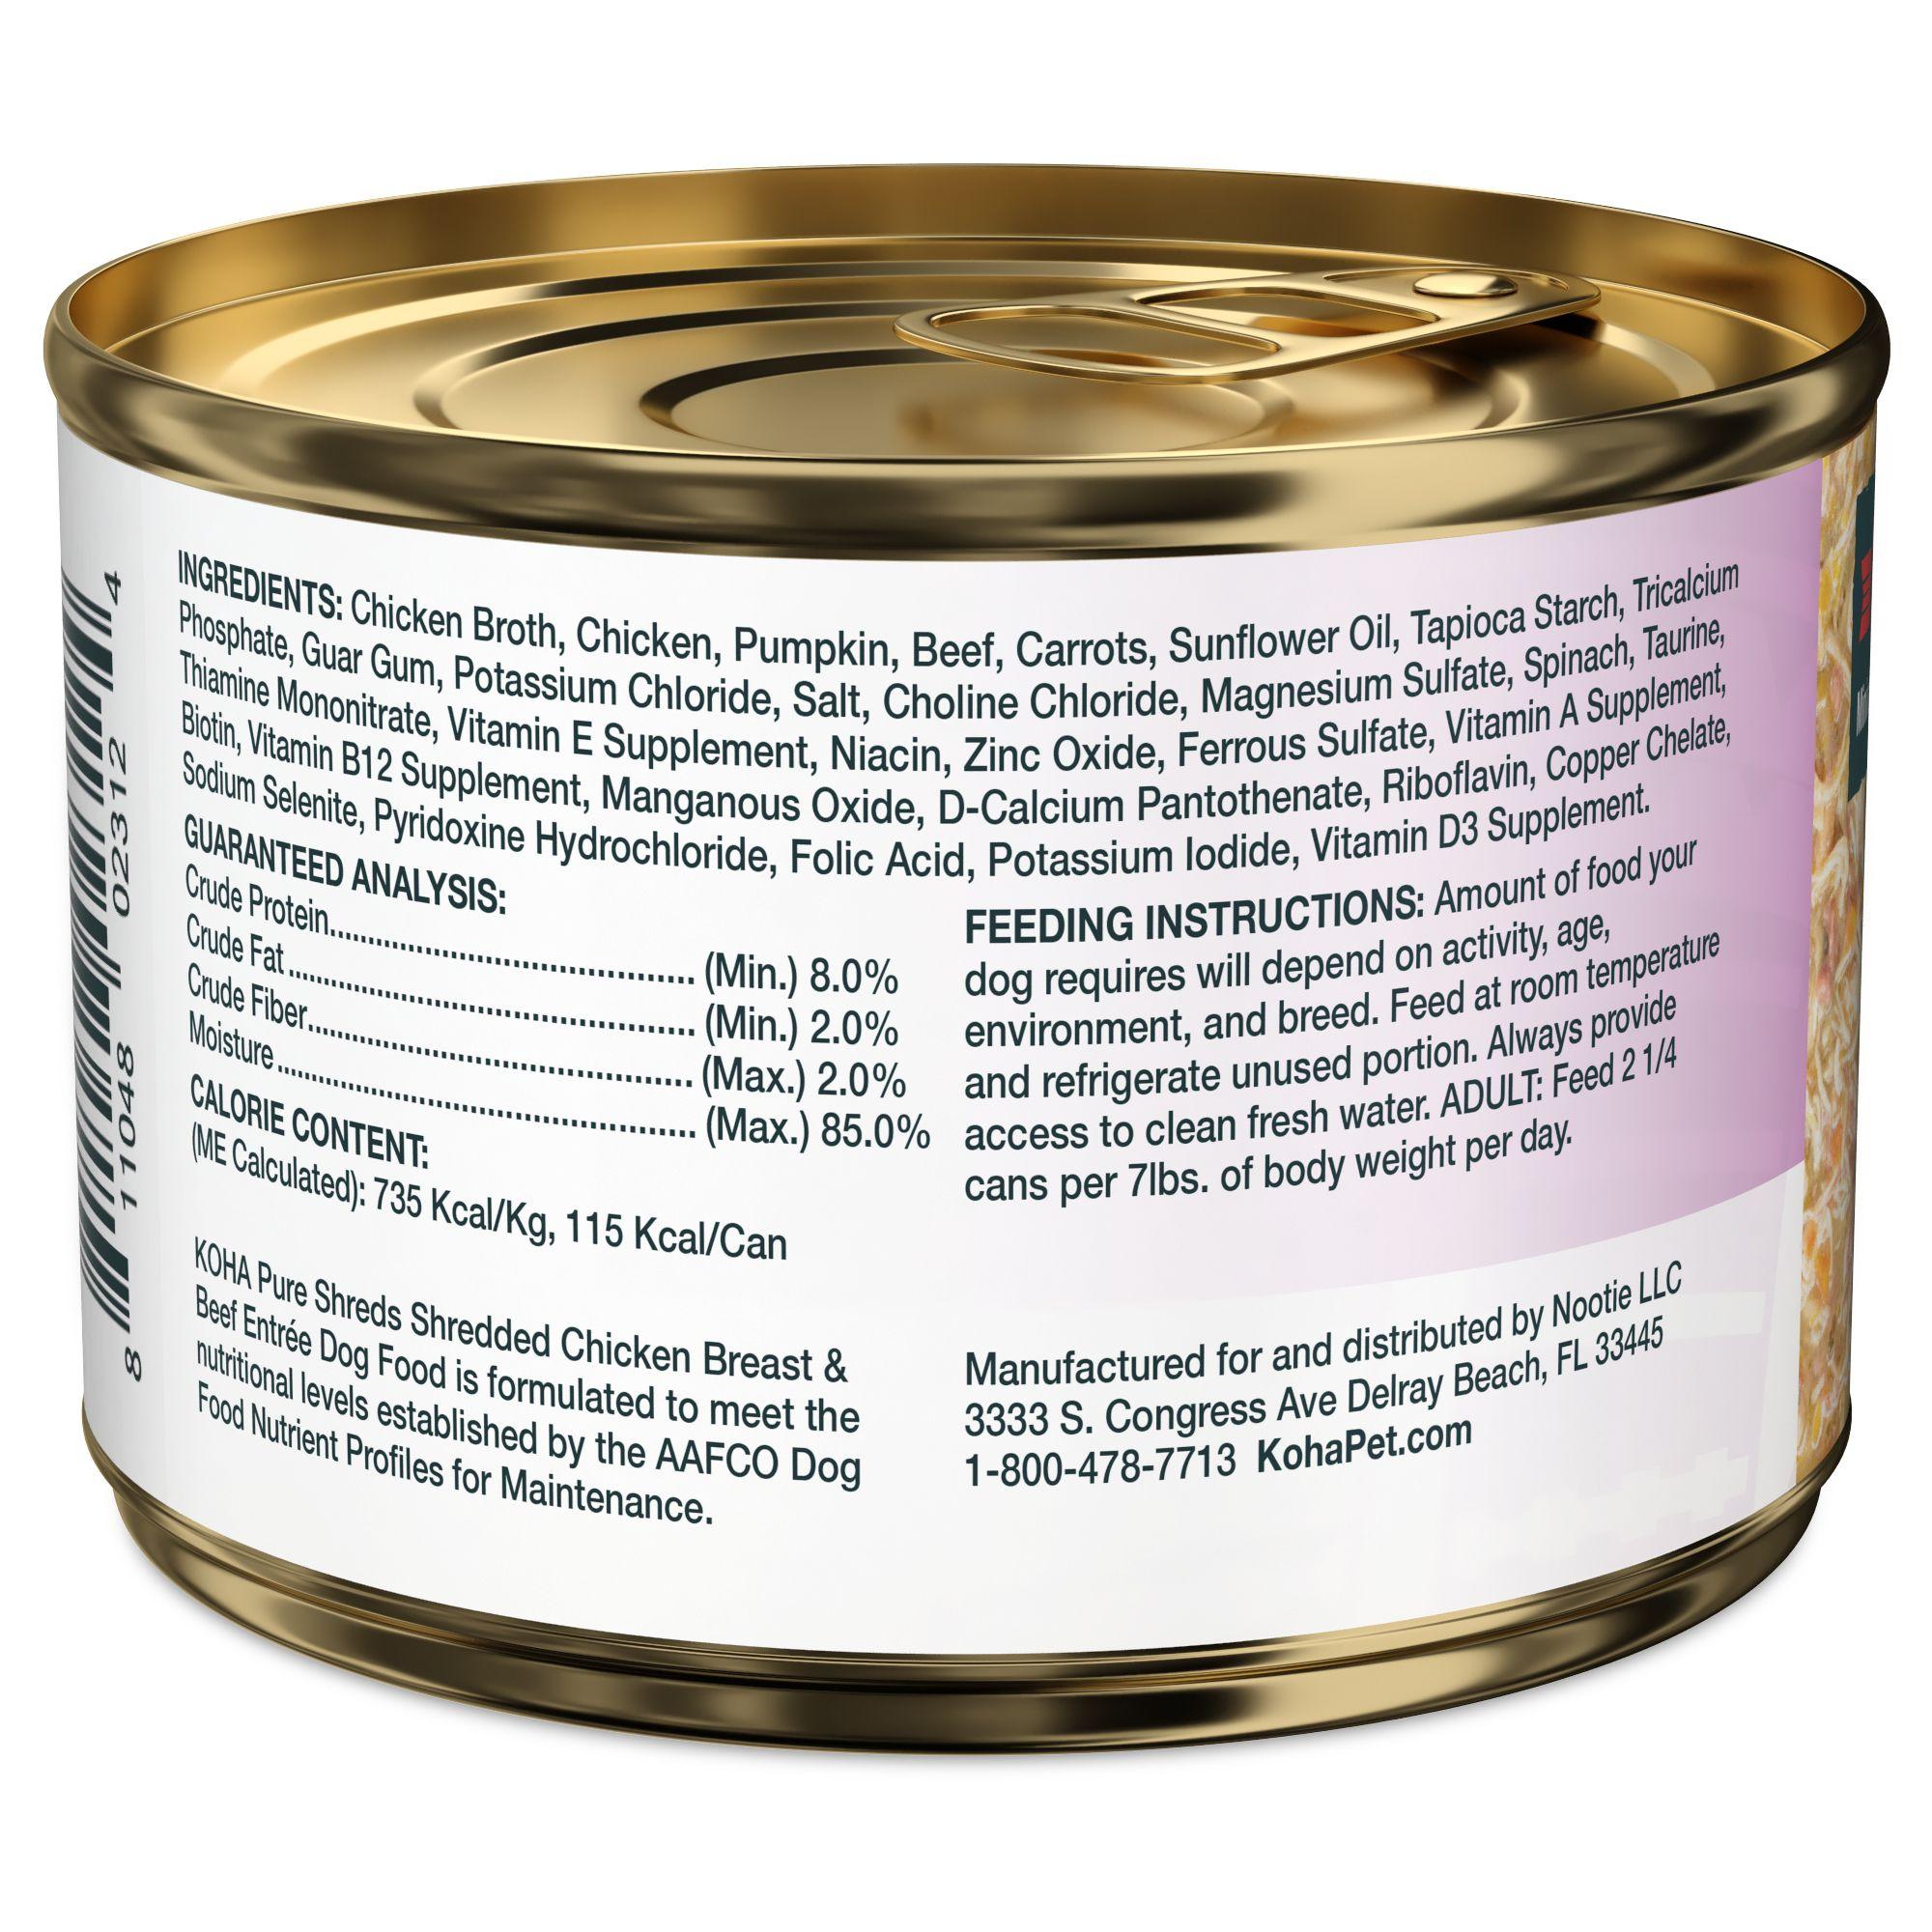 INGREDIENTS: Chicken Broth, Chicken, Pumpkin, Beef, Carrots, Sunflower Oil, Tapioca Starch, Tricalcium
Phosphate, Guar Gum, Potassium Chloride, Salt, Choline Chloride, Magnesium Sulfate, Spinach, Taurine,
Thiamine Mononitrate, Vitamin E Supplement, Niacin, Zinc Oxide, Ferrous Sulfate, Vitamin A Supplement,
Biotin, Vitamin B12 Supplement, Manganous Oxide, D-Calcium Pantothenate, Riboflavin, Copper Chelate,
Sodium Selenite, Pyridoxine Hydrochloride, Folic Acid, Potassium Iodide, Vitamin D3 Supplement.
GUARANTEED ANALYSIS:
Crude Protein.......................................... (Min.) 8.0%
Crude Fat............................................... (Min.) 2.0%
Crude Fiber............................................ (Max.) 2.0%
Moisture................................................ (Max.) 85.0%
CALORIE CONTENT:
(ME Calculated): 735 Kcal/Kg, 115 Kcal/Can
KOHA Pure Shreds Shredded Chicken Breast &
Beef Entrée Dog Food is formulated to meet the
nutritional levels established by the AAFCO Dog
Food Nutrient Profiles for Maintenance.
FEEDING INSTRUCTIONS: Amount of food your
dog requires will depend on activity, age,
environment, and breed. Feed at room temperature
and refrigerate unused portion. Always provide
access to clean fresh water. ADULT: Feed 2 1/4
cans per 7lbs. of body weight per day.
Manufactured for and distributed by Nootie LLC
3333 S. Congress Ave Delray Beach, FL 33445
1-800-478-7713 KohaPet.com
8 11048 02312 4